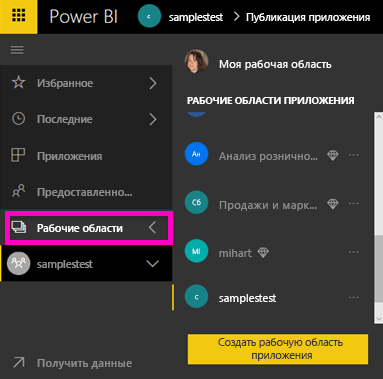 Power BI
c
samplestest > Публикация приложения
Избранное
Последние
Приложения
Предоставленно...
Рабочие области
samplestest
Получить данные
Моя рабочая область
РАБОЧИЕ ОБЛАСТИ ПРИЛОЖЕНИЯ
Ан
Анализ рознично...
Сб
Продажи и марк...
MI
mihart
c
samplestest
Создать рабочую область
приложения